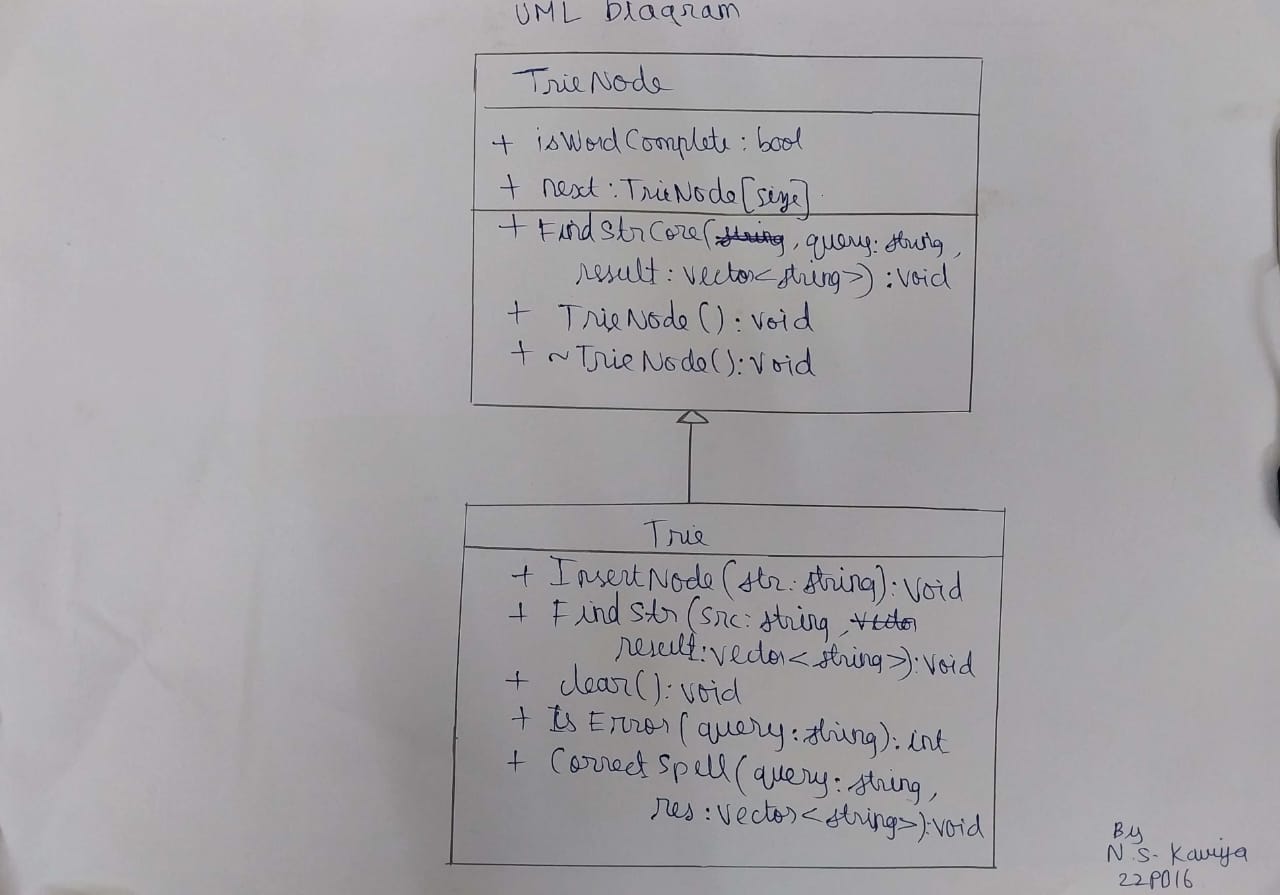 UML Diagram
TrieNode
+ isWordComplete : bool
+ next : TrieNode[size]
+ FindStrCore(string, query: string,
result : vector<string>) : void
+ TrieNode() : void
+ ~TrieNode() : void
Trie
+ InsertNode(str: string) : void
+ FindStr(src: string, vector
result: vector<string>) : void
+ clear() : void
+ IsError(query: string) : int
+ CorrectSpell(query: string,
res : vector<string>) : void
By
N.S. Kaviya
22P016